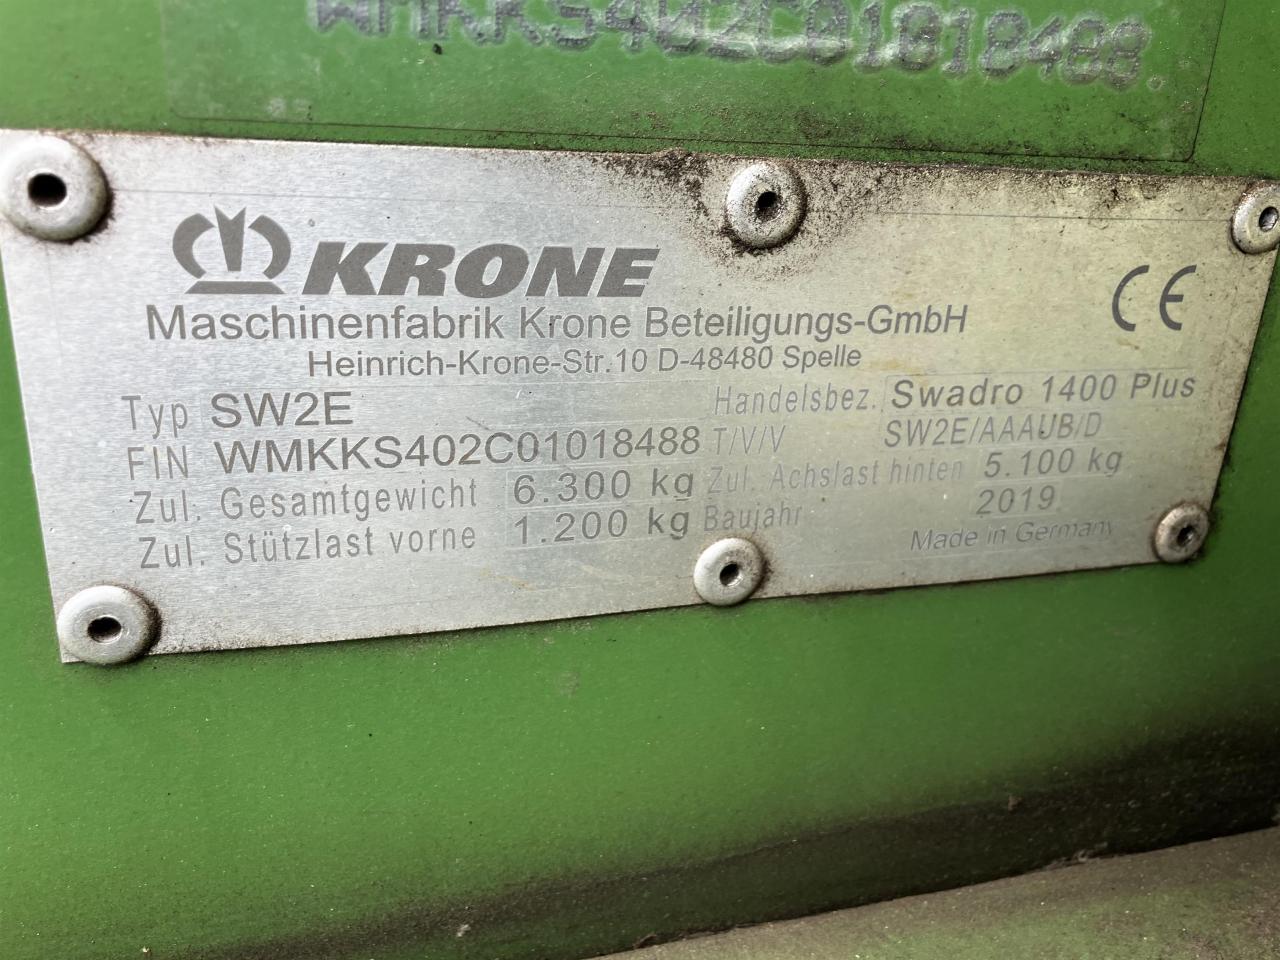 WMKKS402C01018488.
KRONE
Maschinenfabrik Krone Beteiligungs-GmbH
Heinrich-Krone-Str.10 D-48480 Spelle
CE
Typ SW2E Handelsbez. Swadro 1400 Plus
FIN WMKKS402C01018488 T/V/V SW2E/AAAUB/D
Zul. Gesamtgewicht 6.300 kg Zul. Achslast hinten 5.100 kg
Zul. Stützlast vorne 1.200 kg Baujahr 2019
Made in Germany